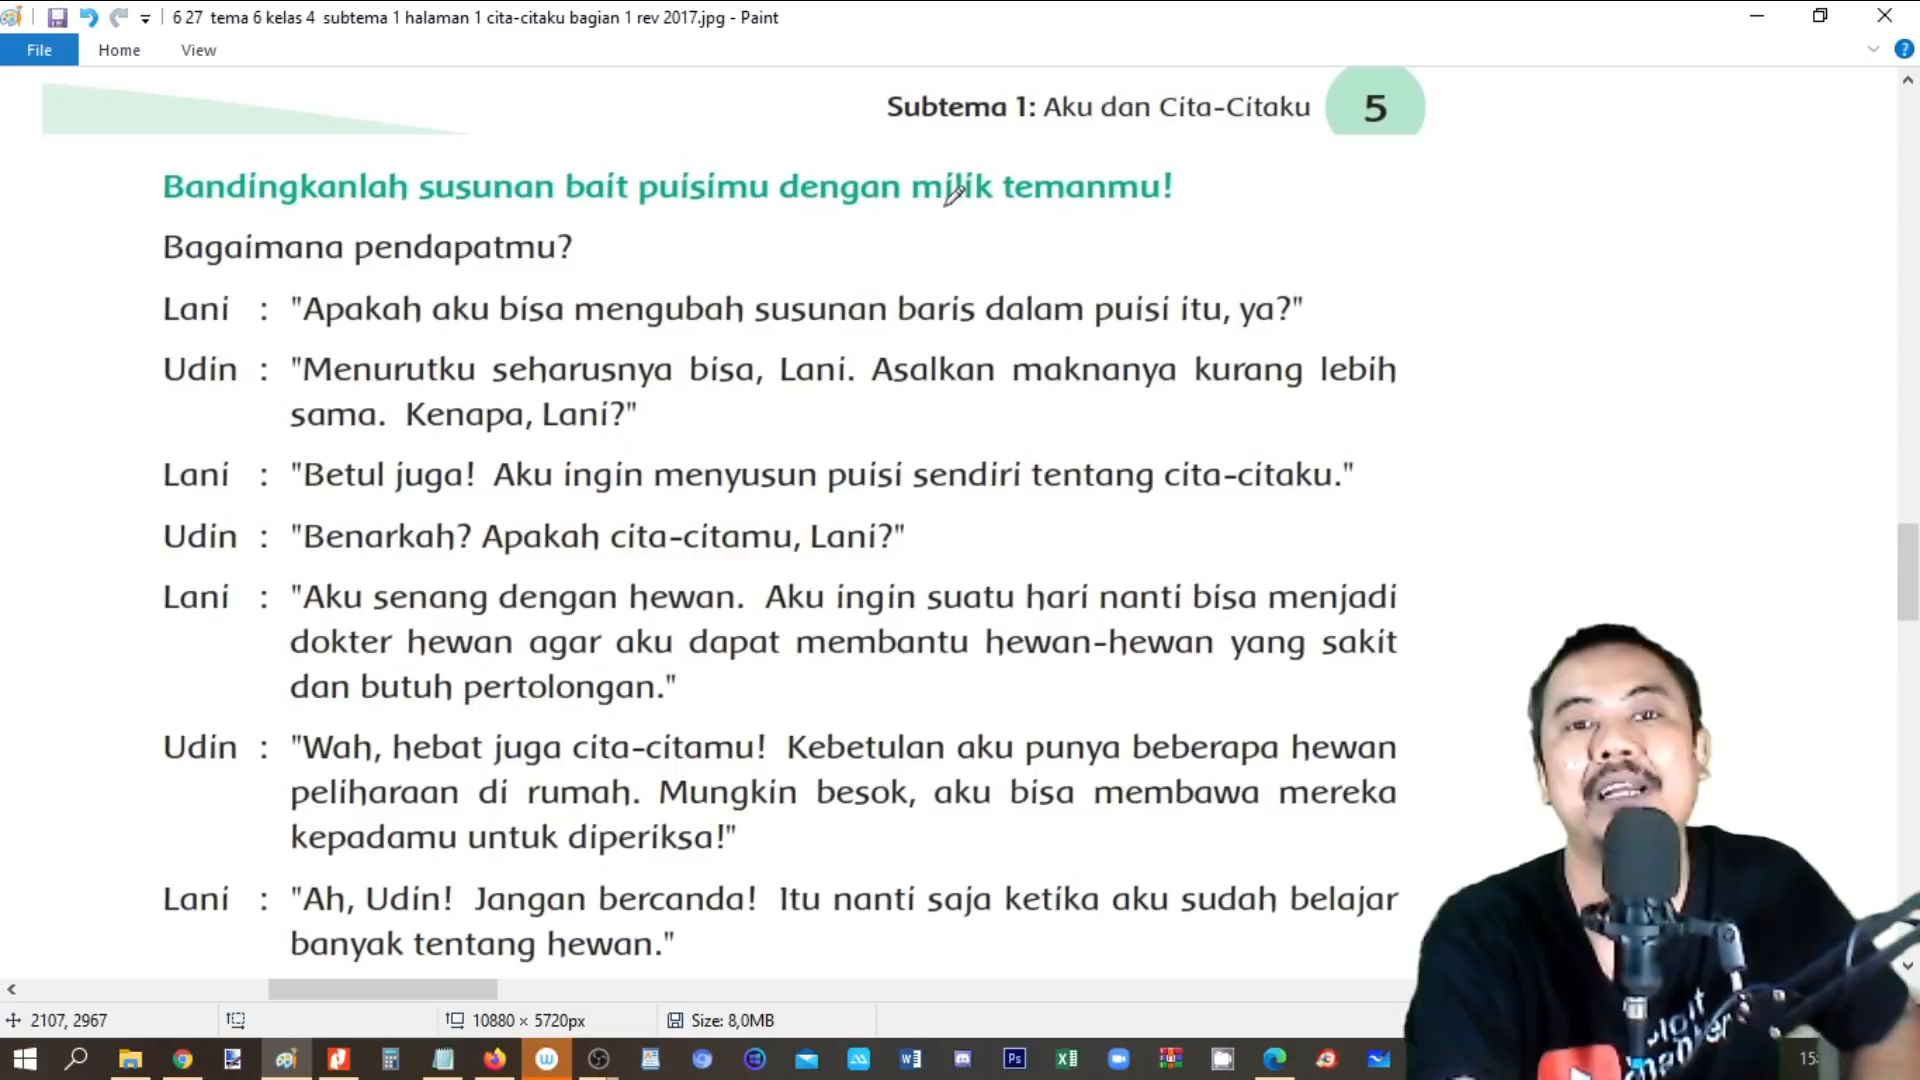 6 27 tema 6 kelas 4 subtema 1 halaman 1 cita-citaku bagian 1 rev 2017.jpg - Paint
File Home View
Subtema 1: Aku dan Cita-Citaku 5
Bandingkanlah susunan bait puisimu dengan milik temanmu!
Bagaimana pendapatmu?
Lani : "Apakah aku bisa mengubah susunan baris dalam puisi itu, ya?"
Udin : "Menurutku seharusnya bisa, Lani. Asalkan maknanya kurang lebih
sama. Kenapa, Lani?"
Lani : "Betul juga! Aku ingin menyusun puisi sendiri tentang cita-citaku."
Udin : "Benarkah? Apakah cita-citamu, Lani?"
Lani : "Aku senang dengan hewan. Aku ingin suatu hari nanti bisa menjadi
dokter hewan agar aku dapat membantu hewan-hewan yang sakit
dan butuh pertolongan."
Udin : "Wah, hebat juga cita-citamu! Kebetulan aku punya beberapa hewan
peliharaan di rumah. Mungkin besok, aku bisa membawa mereka
kepadamu untuk diperiksa!"
Lani : "Ah, Udin! Jangan bercanda! Itu nanti saja ketika aku sudah belajar
banyak tentang hewan."
2107, 2967 10880 × 5720px Size: 8,0MB